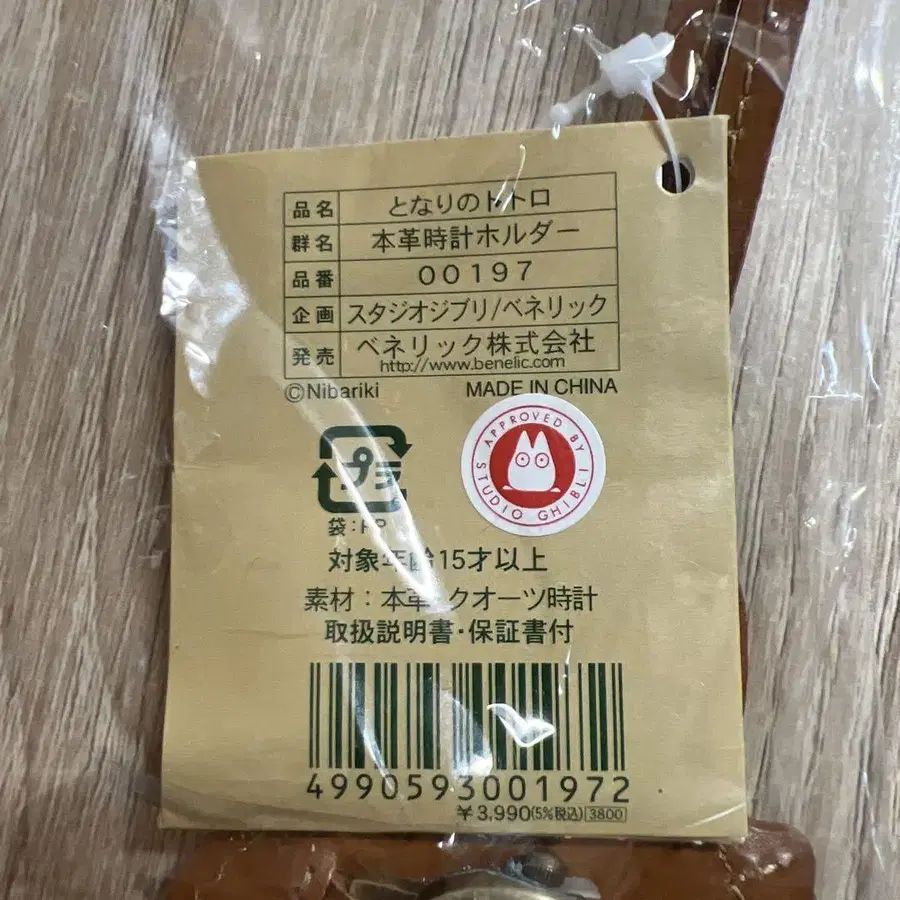 品名 となりのトトロ
群名 本革時計ホルダー
品番 00197
企画 スタジオジブリ/ベネリック
発売 ベネリック株式会社
http://www.benelic.com
©Nibariki MADE IN CHINA
APPROVED BY STUDIO GHIBLI
プラ
袋:PP
対象年齢15才以上
素材:本革 クオーツ時計
取扱説明書・保証書付
4990593001972
¥3,990(5%税込) 3800